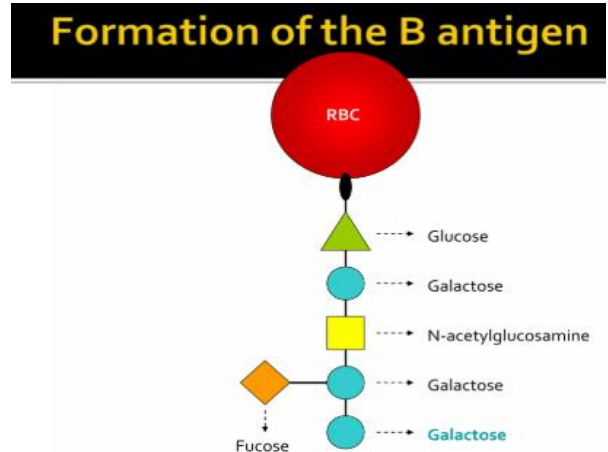 Formation of the B antigen
RBC
Glucose
Galactose
N-acetylglucosamine
Galactose
Fucose
Galactose